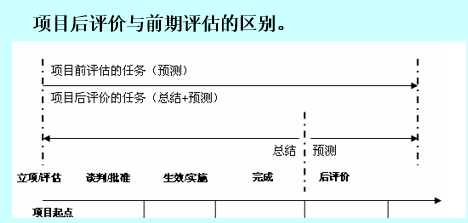 项目后评价与前期评估的区别。
项目前评估的任务（预测）
项目后评价的任务（总结+预测）
总结 预测
立项/评估 谈判/批准 生效/实施 完成 后评价
项目起点